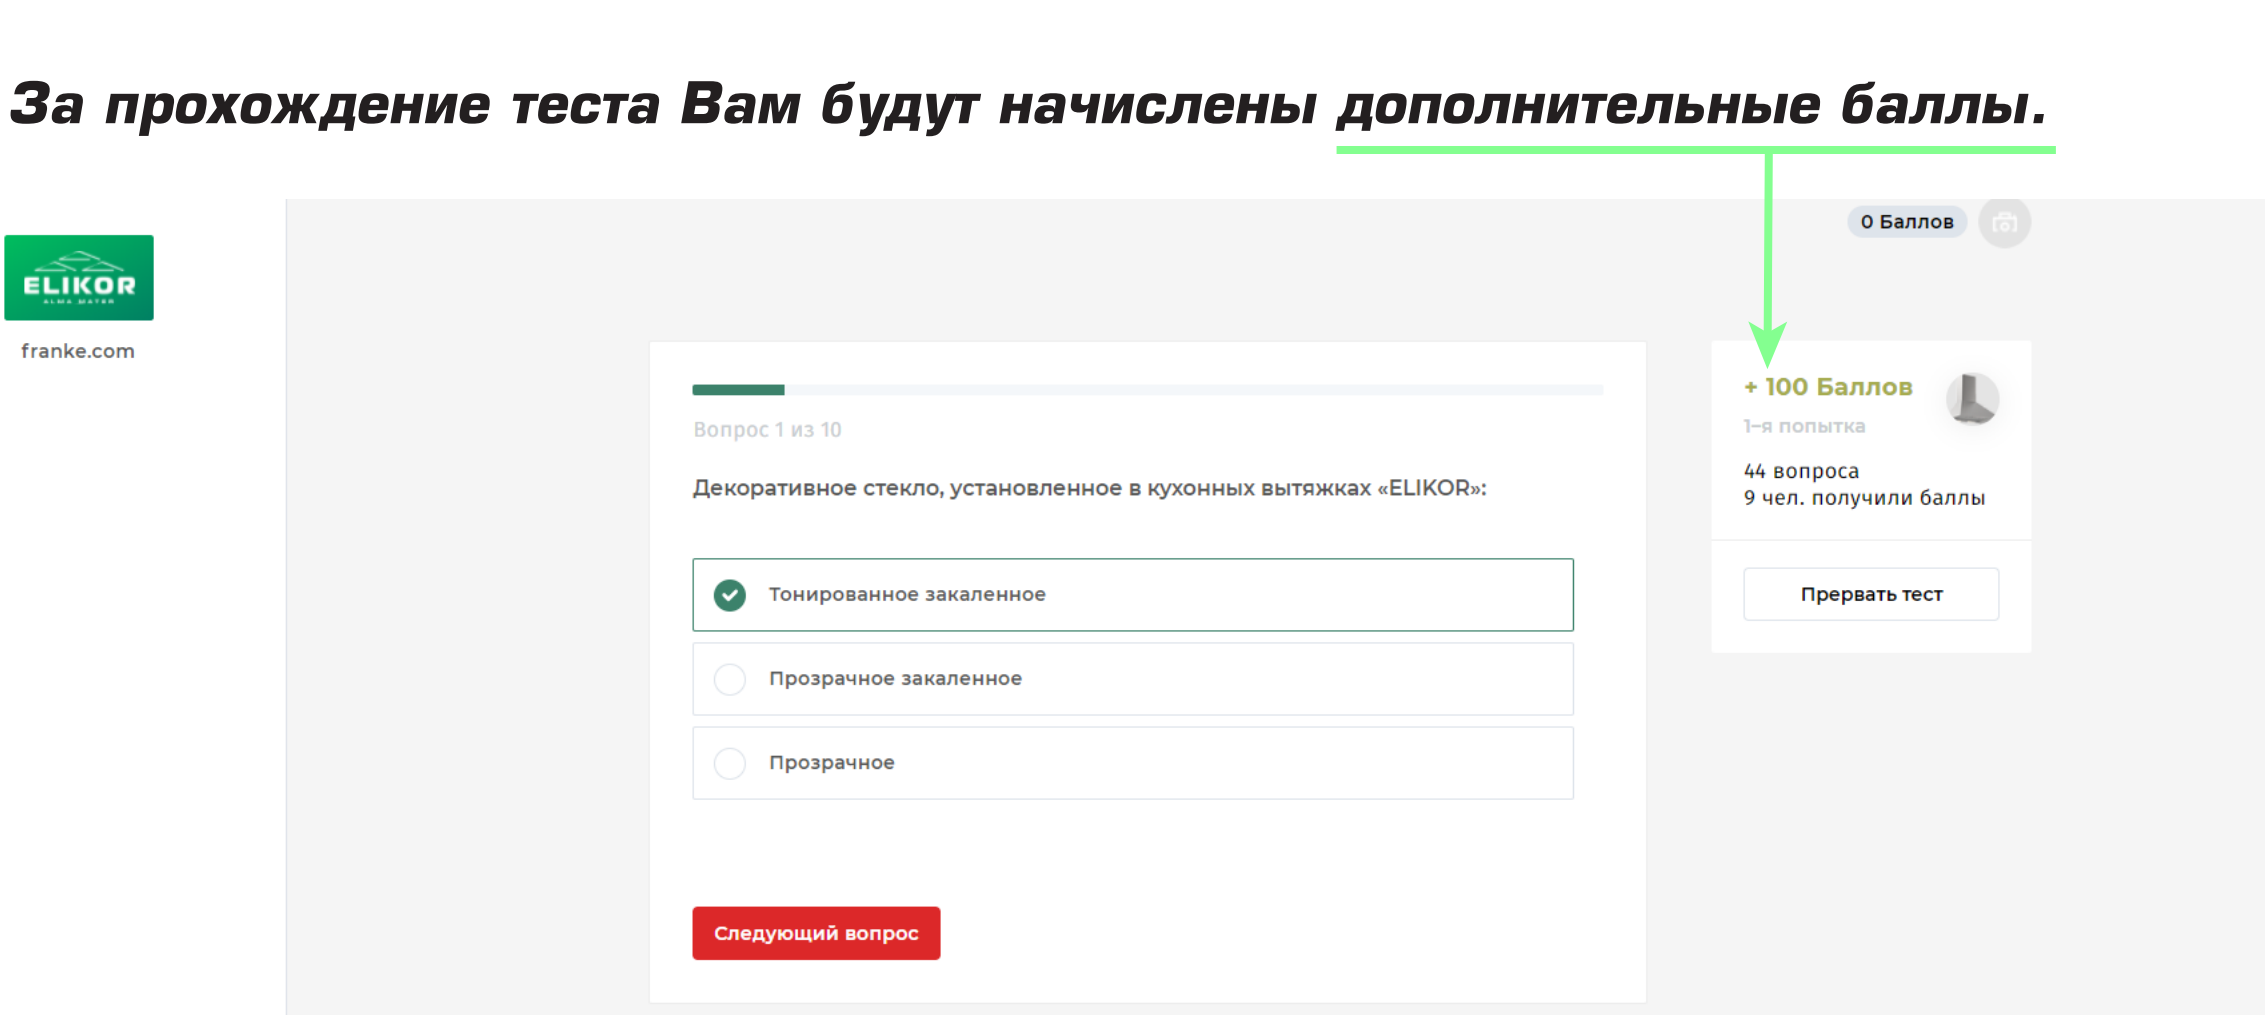 За прохождение теста Вам будут начислены дополнительные баллы.
0 Баллов
ELIKOR
ALMA MATER
franke.com
+ 100 Баллов
1-я попытка
44 вопроса
9 чел. получили баллы
Прервать тест
Вопрос 1 из 10
Декоративное стекло, установленное в кухонных вытяжках «ELIKOR»:
Тонированное закаленное
Прозрачное закаленное
Прозрачное
Следующий вопрос